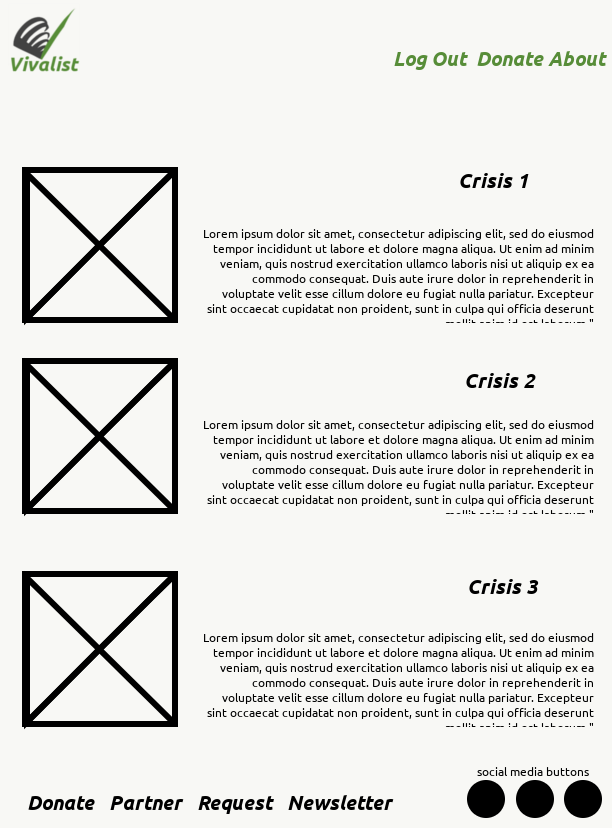 Vivalist
Log Out Donate About
Crisis 1
Lorem ipsum dolor sit amet, consectetur adipiscing elit, sed do eiusmod
tempor incididunt ut labore et dolore magna aliqua. Ut enim ad minim
veniam, quis nostrud exercitation ullamco laboris nisi ut aliquip ex ea
commodo consequat. Duis aute irure dolor in reprehenderit in
voluptate velit esse cillum dolore eu fugiat nulla pariatur. Excepteur
sint occaecat cupidatat non proident, sunt in culpa qui officia deserunt
Crisis 2
Lorem ipsum dolor sit amet, consectetur adipiscing elit, sed do eiusmod
tempor incididunt ut labore et dolore magna aliqua. Ut enim ad minim
veniam, quis nostrud exercitation ullamco laboris nisi ut aliquip ex ea
commodo consequat. Duis aute irure dolor in reprehenderit in
voluptate velit esse cillum dolore eu fugiat nulla pariatur. Excepteur
sint occaecat cupidatat non proident, sunt in culpa qui officia deserunt
Crisis 3
Lorem ipsum dolor sit amet, consectetur adipiscing elit, sed do eiusmod
tempor incididunt ut labore et dolore magna aliqua. Ut enim ad minim
veniam, quis nostrud exercitation ullamco laboris nisi ut aliquip ex ea
commodo consequat. Duis aute irure dolor in reprehenderit in
voluptate velit esse cillum dolore eu fugiat nulla pariatur. Excepteur
sint occaecat cupidatat non proident, sunt in culpa qui officia deserunt
social media buttons
Donate Partner Request Newsletter